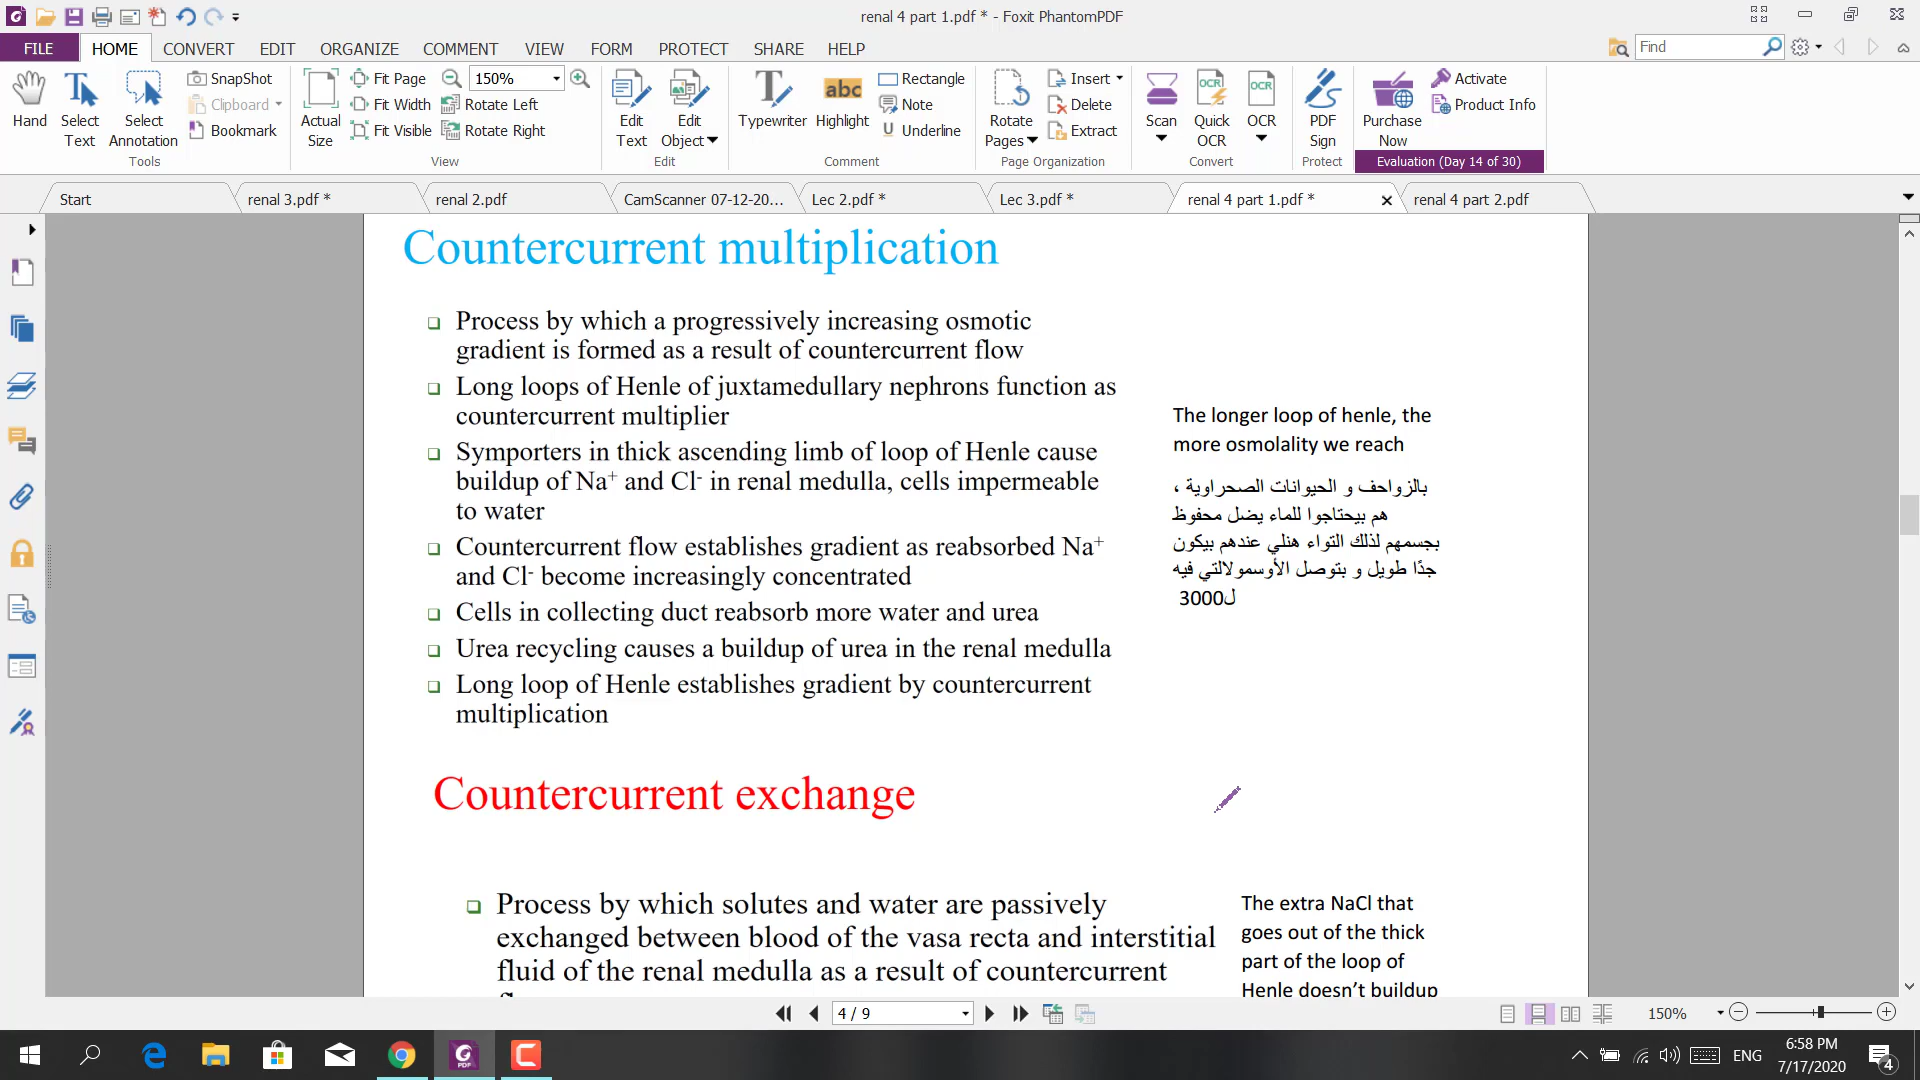 renal 4 part 1.pdf * - Foxit PhantomPDF
FILE HOME CONVERT EDIT ORGANIZE COMMENT VIEW FORM PROTECT SHARE HELP Find
Hand
Select Text
Select Annotation
SnapShot
Clipboard
Bookmark
Tools
Actual Size
Fit Page
Fit Width
Fit Visible
150%
Rotate Left
Rotate Right
View
Edit Text
Edit Object
Edit
Typewriter
abc
Highlight
Rectangle
Note
Underline
Comment
Rotate Pages
Insert
Delete
Extract
Page Organization
Scan
OCR
Quick OCR
OCR
OCR
Convert
PDF Sign
Protect
Purchase Now
Activate
Product Info
Evaluation (Day 14 of 30)
Start renal 3.pdf * renal 2.pdf CamScanner 07-12-20... Lec 2.pdf * Lec 3.pdf * renal 4 part 1.pdf * renal 4 part 2.pdf
Countercurrent multiplication
Process by which a progressively increasing osmotic
gradient is formed as a result of countercurrent flow
Long loops of Henle of juxtamedullary nephrons function as
countercurrent multiplier
Symporters in thick ascending limb of loop of Henle cause
buildup of Na+ and Cl- in renal medulla, cells impermeable
to water
Countercurrent flow establishes gradient as reabsorbed Na+
and Cl- become increasingly concentrated
Cells in collecting duct reabsorb more water and urea
Urea recycling causes a buildup of urea in the renal medulla
Long loop of Henle establishes gradient by countercurrent
multiplication
The longer loop of henle, the
more osmolality we reach
بالزواحف و الحيوانات الصحراوية ،
هم بيحتاجوا للماء يضل محفوظ
بجسمهم لذلك التواء هنلي عندهم بيكون
جدًا طويل و بتوصل الأوسمولالتي فيه
ل3000
Countercurrent exchange
Process by which solutes and water are passively
exchanged between blood of the vasa recta and interstitial
fluid of the renal medulla as a result of countercurrent
The extra NaCl that
goes out of the thick
part of the loop of
Henle doesn't buildup
4 / 9
150%
PDF
ENG
6:58 PM
7/17/2020
4